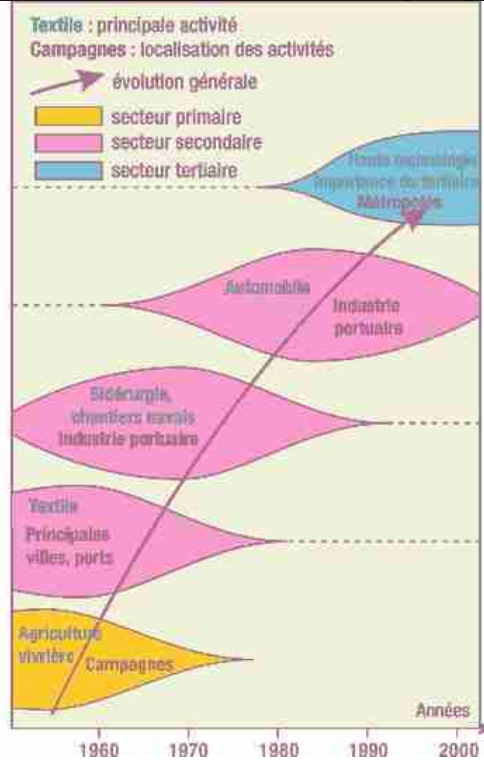 Textile : principale activité
Campagnes : localisation des activités
évolution générale
secteur primaire
secteur secondaire
secteur tertiaire
Haute technologie
Importance du tertiaire
Métropoles
Automobile
Industrie
portuaire
Sidérurgie,
chantiers navals
Industrie portuaire
Textile
Principales
villes, ports
Agriculture
vivrière
Campagnes
Années
1960 1970 1980 1990 2000